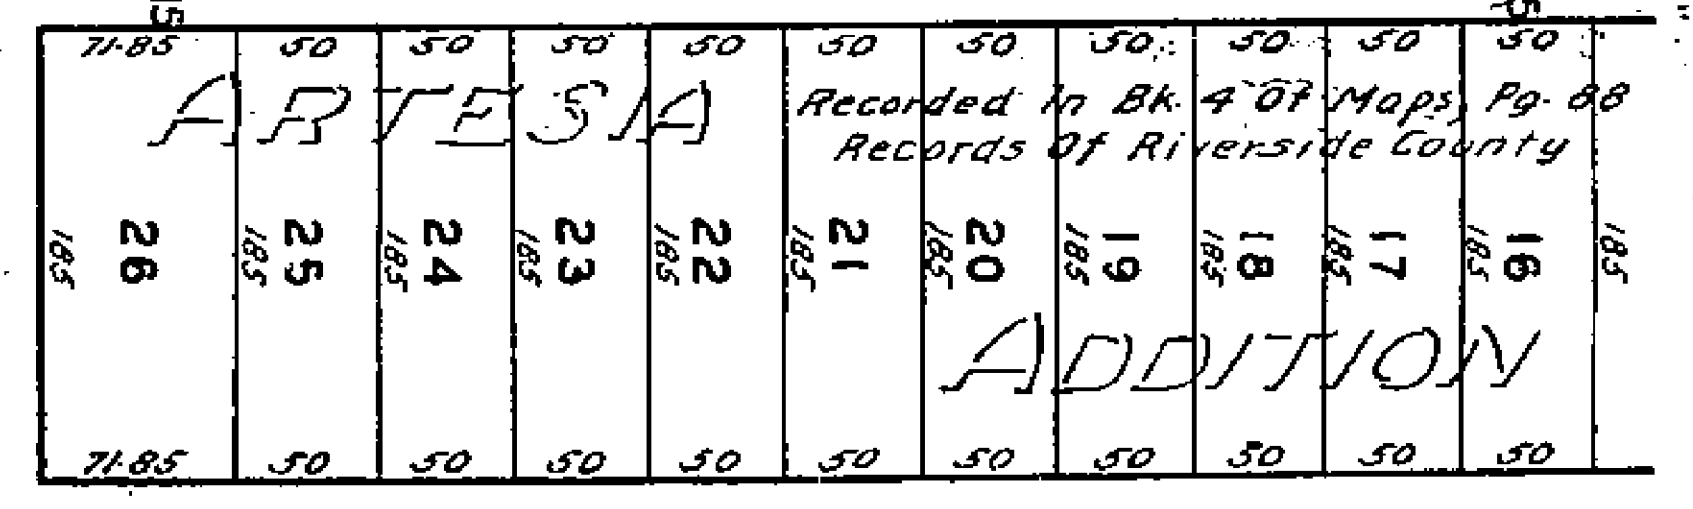 71.85 50 50 50 50 50 50 50 50 50 50
ARTESIA
Recorded In Bk. 4 Of Maps, Pg. 88
Records Of Riverside County
185 26 185 25 185 24 185 23 185 22 185 21 185 20 185 19 185 18 185 17 185 16 185
ADDITION
71.85 50 50 50 50 50 50 50 50 50 50